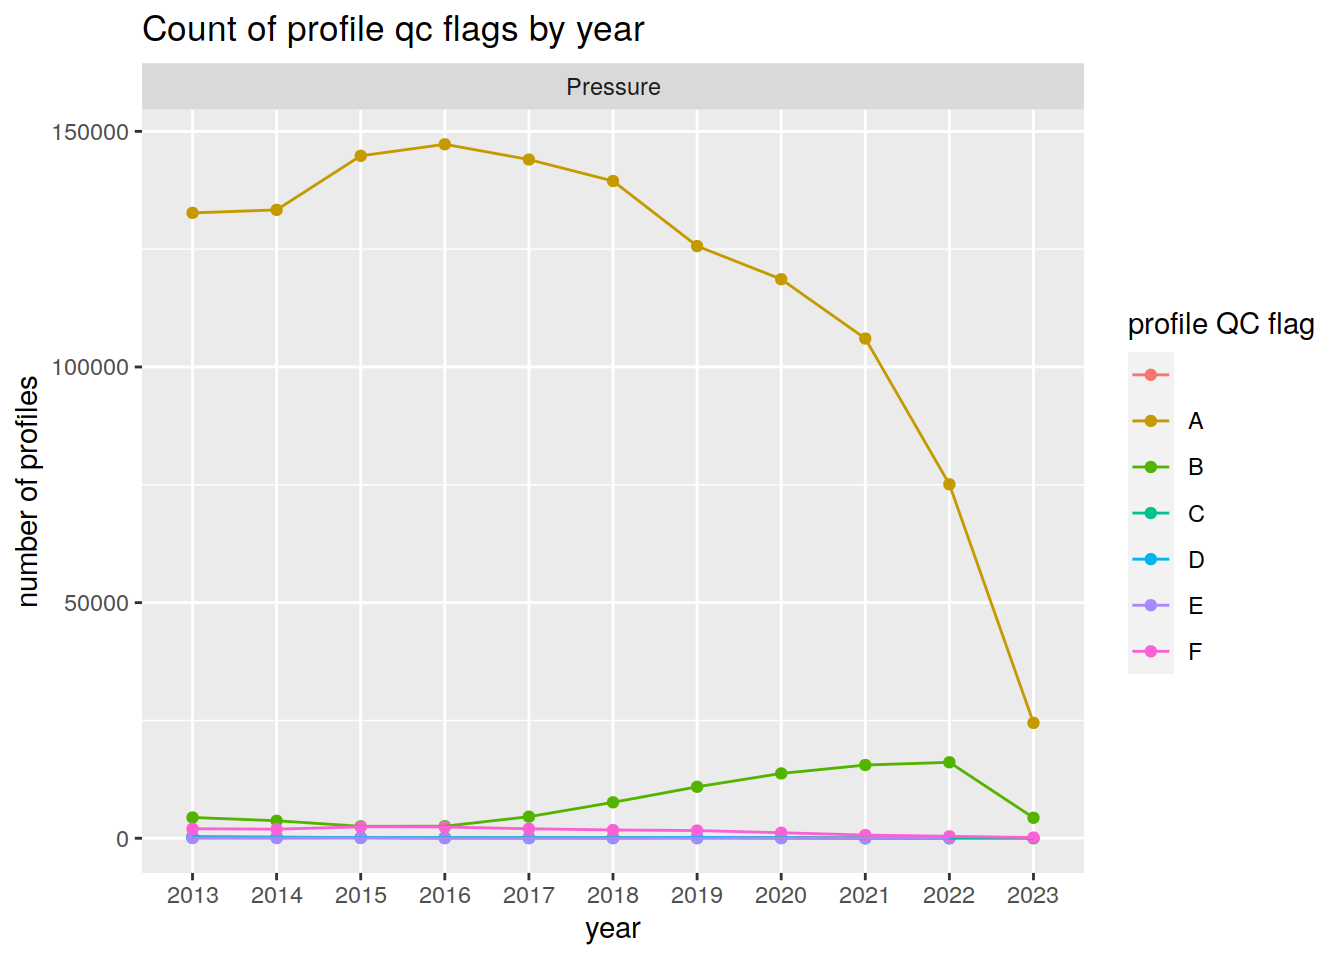 Count of profile qc flags by year
Pressure
150000
100000
50000
0
number of profiles
2013 2014 2015 2016 2017 2018 2019 2020 2021 2022 2023
year
profile QC flag
A
B
C
D
E
F